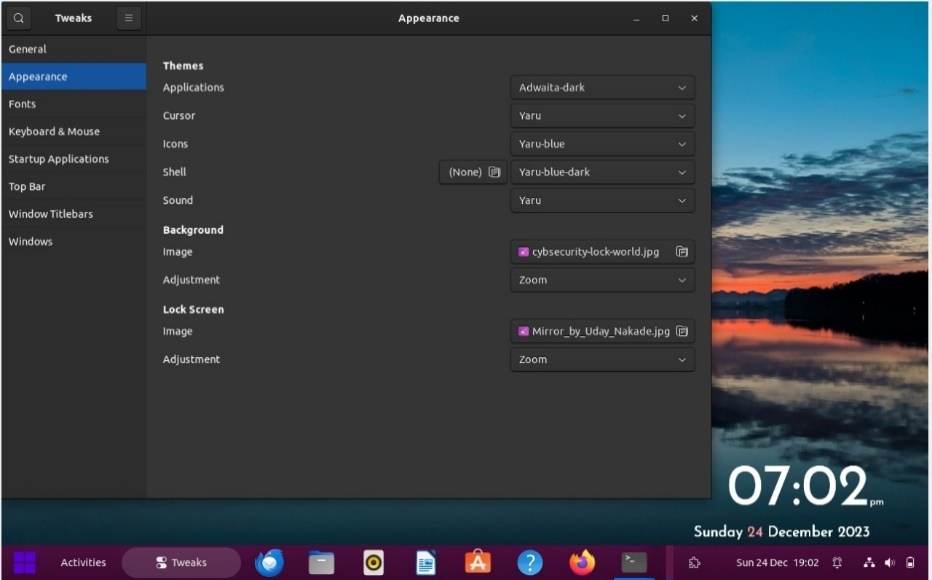 Tweaks
Appearance
General
Appearance
Fonts
Keyboard & Mouse
Startup Applications
Top Bar
Window Titlebars
Windows
Themes
Applications Adwaita-dark
Cursor Yaru
Icons Yaru-blue
Shell (None) Yaru-blue-dark
Sound Yaru
Background
Image cybsecurity-lock-world.jpg
Adjustment Zoom
Lock Screen
Image Mirror_by_Uday_Nakade.jpg
Adjustment Zoom
07:02 pm
Sunday 24 December 2023
Activities Tweaks Sun 24 Dec 19:02